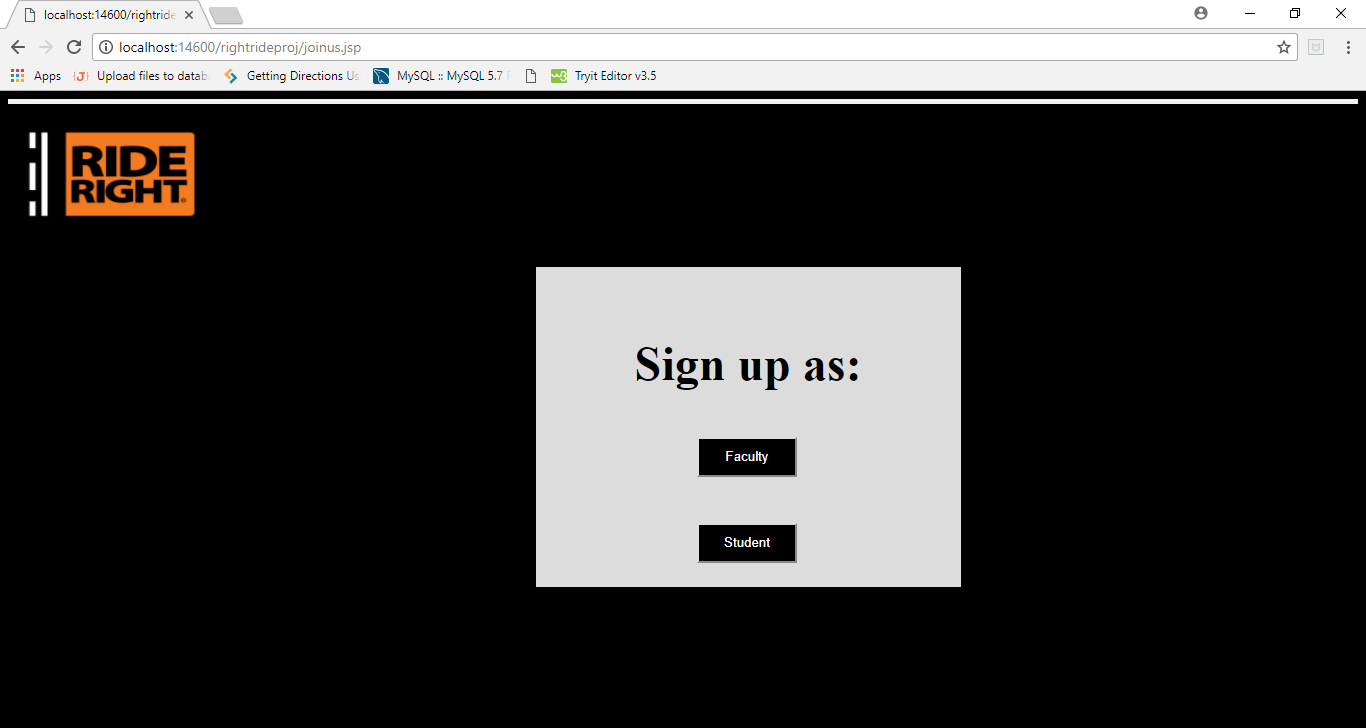 localhost:14600/rightride
localhost:14600/rightrideproj/joinus.jsp
Apps {J} Upload files to datab Getting Directions Us MySQL :: MySQL 5.7 w3 Tryit Editor v3.5
RIDE
RIGHT®
Sign up as:
Faculty
Student